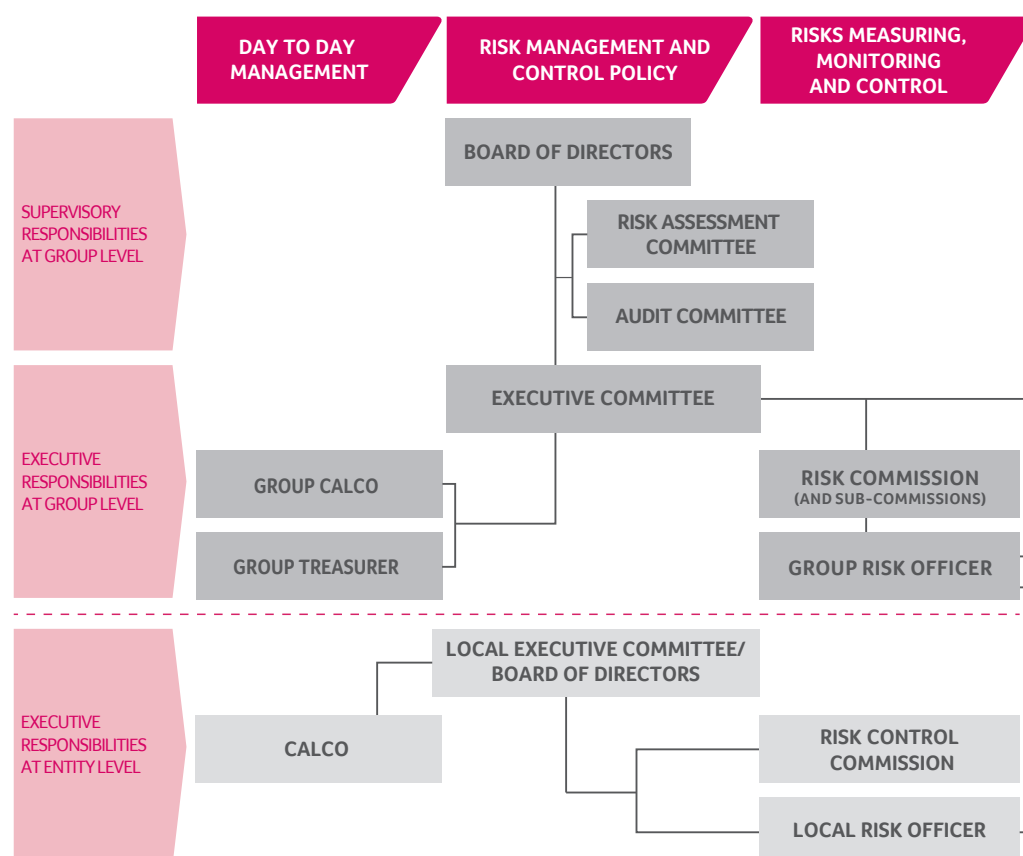 DAY TO DAY
MANAGEMENT
RISK MANAGEMENT AND
CONTROL POLICY
RISKS MEASURING,
MONITORING
AND CONTROL
SUPERVISORY
RESPONSIBILITIES
AT GROUP LEVEL
BOARD OF DIRECTORS
RISK ASSESSMENT
COMMITTEE
AUDIT COMMITTEE
EXECUTIVE
RESPONSIBILITIES
AT GROUP LEVEL
EXECUTIVE COMMITTEE
GROUP CALCO
RISK COMMISSION
(AND SUB-COMMISSIONS)
GROUP TREASURER
GROUP RISK OFFICER
EXECUTIVE
RESPONSIBILITIES
AT ENTITY LEVEL
LOCAL EXECUTIVE COMMITTEE/
BOARD OF DIRECTORS
CALCO
RISK CONTROL
COMMISSION
LOCAL RISK OFFICER